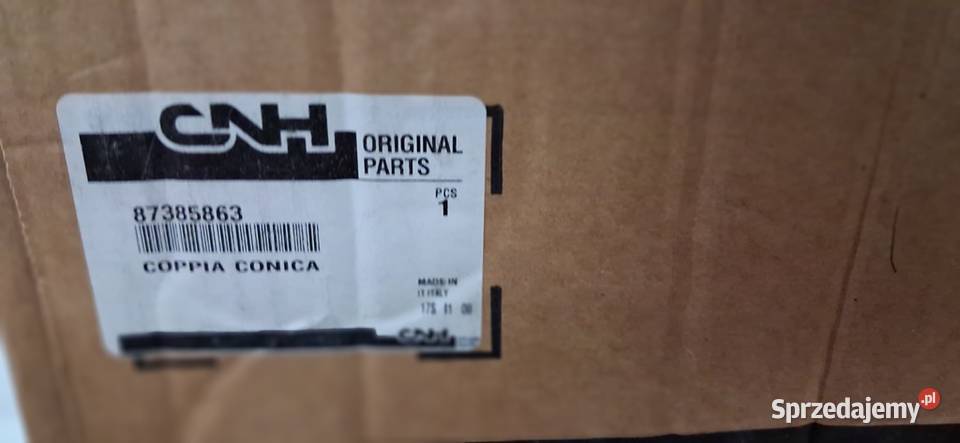 CNH
ORIGINAL
PARTS
PCS
1
87385863
COPPIA CONICA
MADE IN
ITALY
CNH
Sprzedajemy.pl